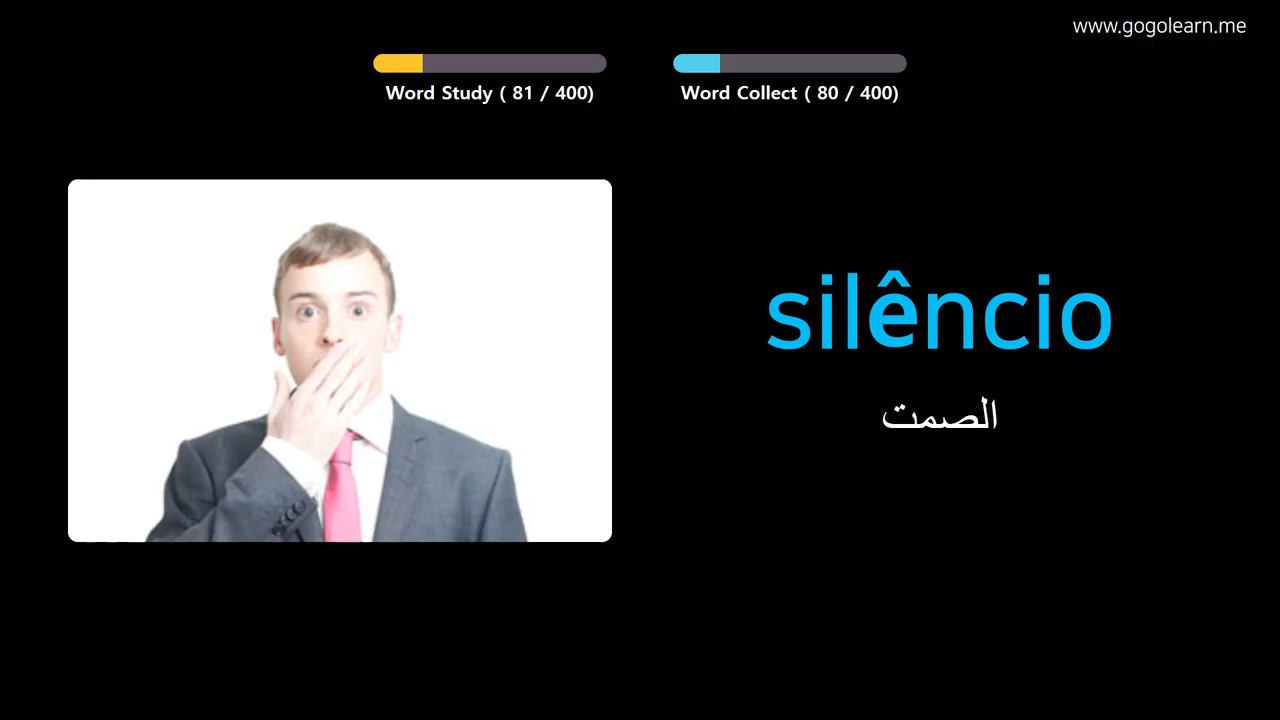 www.gogolearn.me
Word Study ( 81 / 400)
Word Collect ( 80 / 400)
silêncio
الصمت